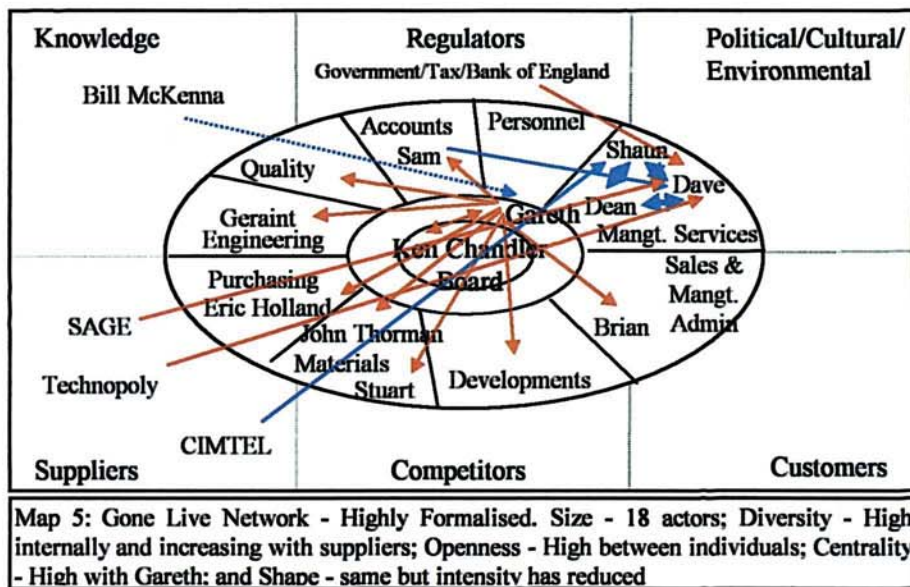 Knowledge
Regulators
Political/Cultural/
Environmental
Government/Tax/Bank of England
Bill McKenna
Accounts
Sam
Personnel
Shaun
Dave
Dean
Mangt. Services
Quality
Geraint
Engineering
Gareth
Ken Chandler
Board
Purchasing
Eric Holland
Sales &
Mangt.
Admin
SAGE
John Thorman
Materials
Stuart
Brian
Technopoly
Developments
CIMTEL
Suppliers
Competitors
Customers
Map 5: Gone Live Network - Highly Formalised. Size - 18 actors; Diversity - High
internally and increasing with suppliers; Openness - High between individuals; Centrality
- High with Gareth; and Shape - same but intensity has reduced